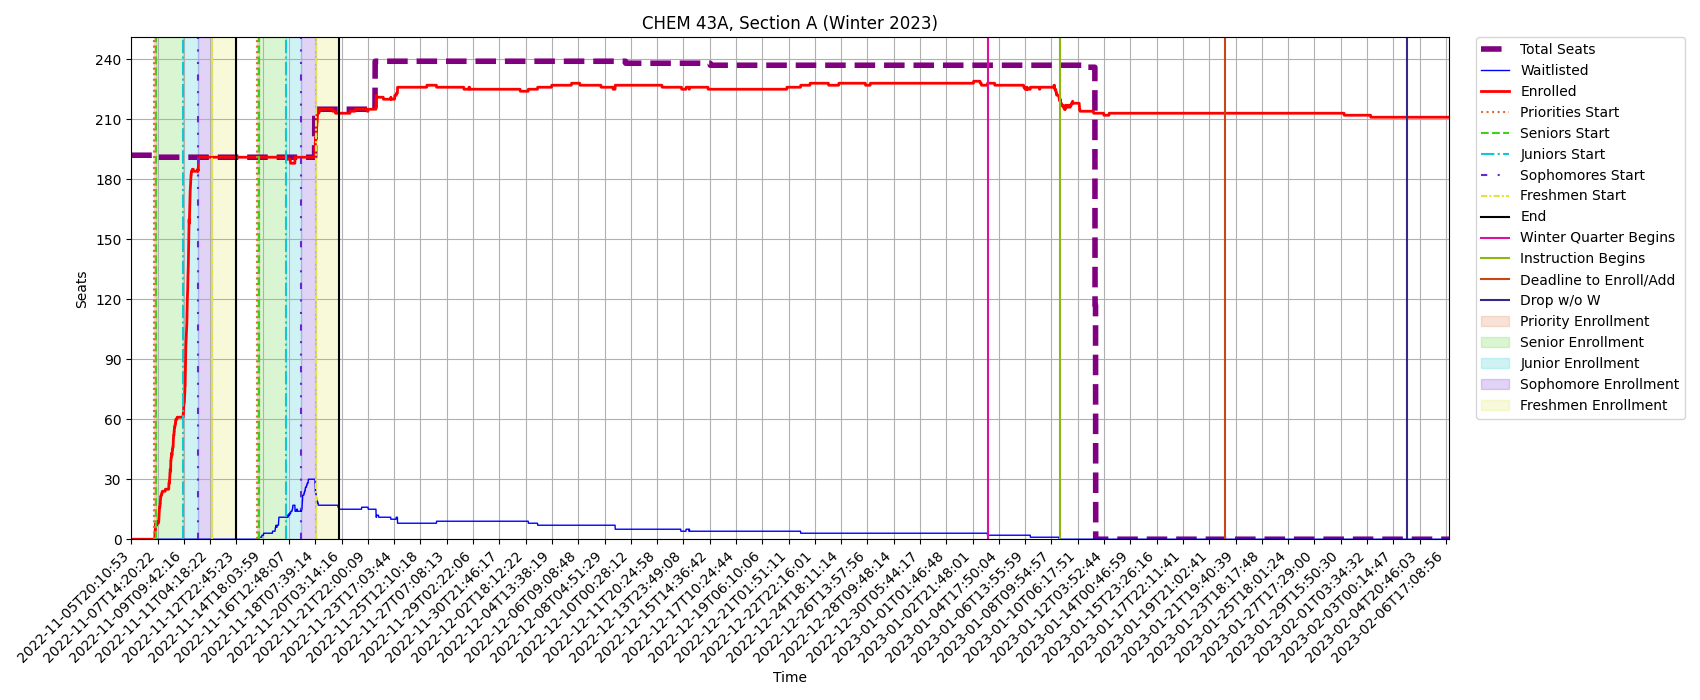 CHEM 43A, Section A (Winter 2023)
Seats
240
210
180
150
120
90
60
30
0
2022-11-05T20:10:53
2022-11-07T14:20:22
2022-11-09T09:42:16
2022-11-11T04:18:22
2022-11-12T22:45:23
2022-11-14T18:03:59
2022-11-16T12:48:07
2022-11-18T07:39:14
2022-11-20T03:14:16
2022-11-21T22:00:09
2022-11-23T17:03:44
2022-11-25T12:10:18
2022-11-27T07:08:13
2022-11-29T02:22:06
2022-11-30T21:46:17
2022-12-02T18:12:22
2022-12-04T13:38:19
2022-12-06T09:08:48
2022-12-08T04:51:29
2022-12-10T00:28:12
2022-12-11T20:24:58
2022-12-13T23:49:08
2022-12-15T14:36:42
2022-12-17T10:24:44
2022-12-19T06:10:06
2022-12-21T01:51:11
2022-12-22T22:16:01
2022-12-24T18:11:14
2022-12-26T13:57:56
2022-12-28T09:48:14
2022-12-30T05:44:17
2023-01-01T01:46:48
2023-01-02T21:48:01
2023-01-04T17:50:04
2023-01-06T13:55:59
2023-01-08T09:54:57
2023-01-10T06:17:51
2023-01-12T03:52:44
2023-01-14T00:46:59
2023-01-15T23:26:16
2023-01-17T22:11:41
2023-01-19T21:02:41
2023-01-21T19:40:39
2023-01-23T18:17:48
2023-01-25T18:01:24
2023-01-27T17:29:00
2023-01-29T15:50:30
2023-02-01T03:34:32
2023-02-03T00:14:47
2023-02-04T20:46:03
2023-02-06T17:08:56
Time
Total Seats
Waitlisted
Enrolled
Priorities Start
Seniors Start
Juniors Start
Sophomores Start
Freshmen Start
End
Winter Quarter Begins
Instruction Begins
Deadline to Enroll/Add
Drop w/o W
Priority Enrollment
Senior Enrollment
Junior Enrollment
Sophomore Enrollment
Freshmen Enrollment